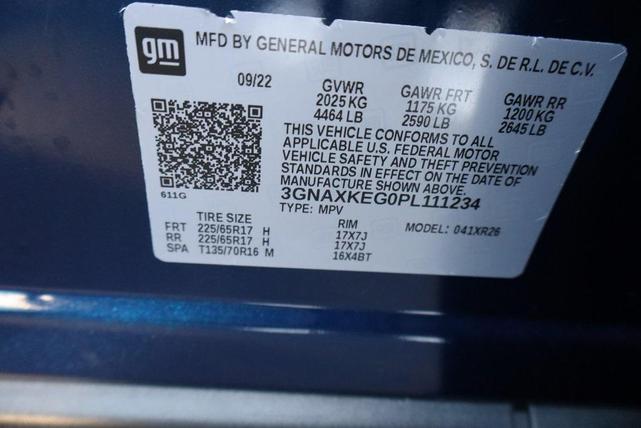 gm
MFD BY GENERAL MOTORS DE MEXICO, S. DE R.L. DE C.V.
09/22
GVWR
2025 KG
4464 LB
GAWR FRT
1175 KG
2590 LB
GAWR RR
1200 KG
2645 LB
THIS VEHICLE CONFORMS TO ALL
APPLICABLE U.S. FEDERAL MOTOR
VEHICLE SAFETY AND THEFT PREVENTION
STANDARDS IN EFFECT ON THE DATE OF
MANUFACTURE SHOWN ABOVE.
611G
3GNAXKEG0PL111234
TYPE: MPV
TIRE SIZE RIM MODEL: 041XR26
FRT 225/65R17 H 17X7J
RR 225/65R17 H 17X7J
SPA T135/70R16 M 16X4BT